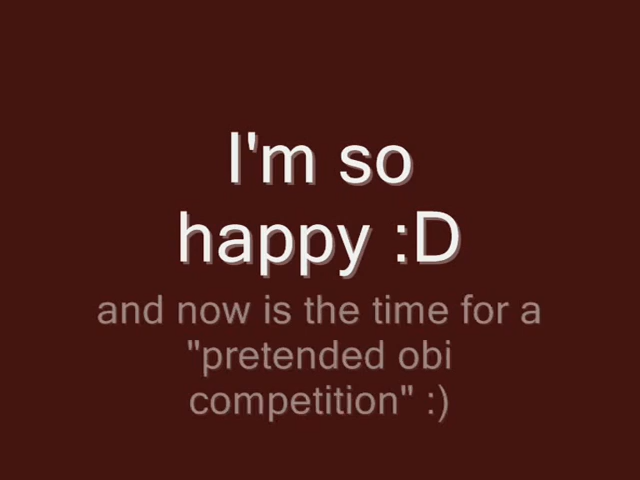 I'm so
happy :D
and now is the time for a
"pretended obi
competition" :)